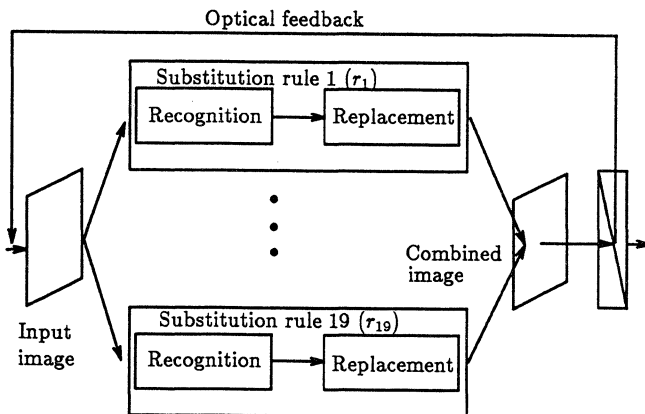 Optical feedback
Substitution rule 1 (r₁)
Recognition
Replacement
Combined
image
Input
image
Substitution rule 19 (r₁₉)
Recognition
Replacement